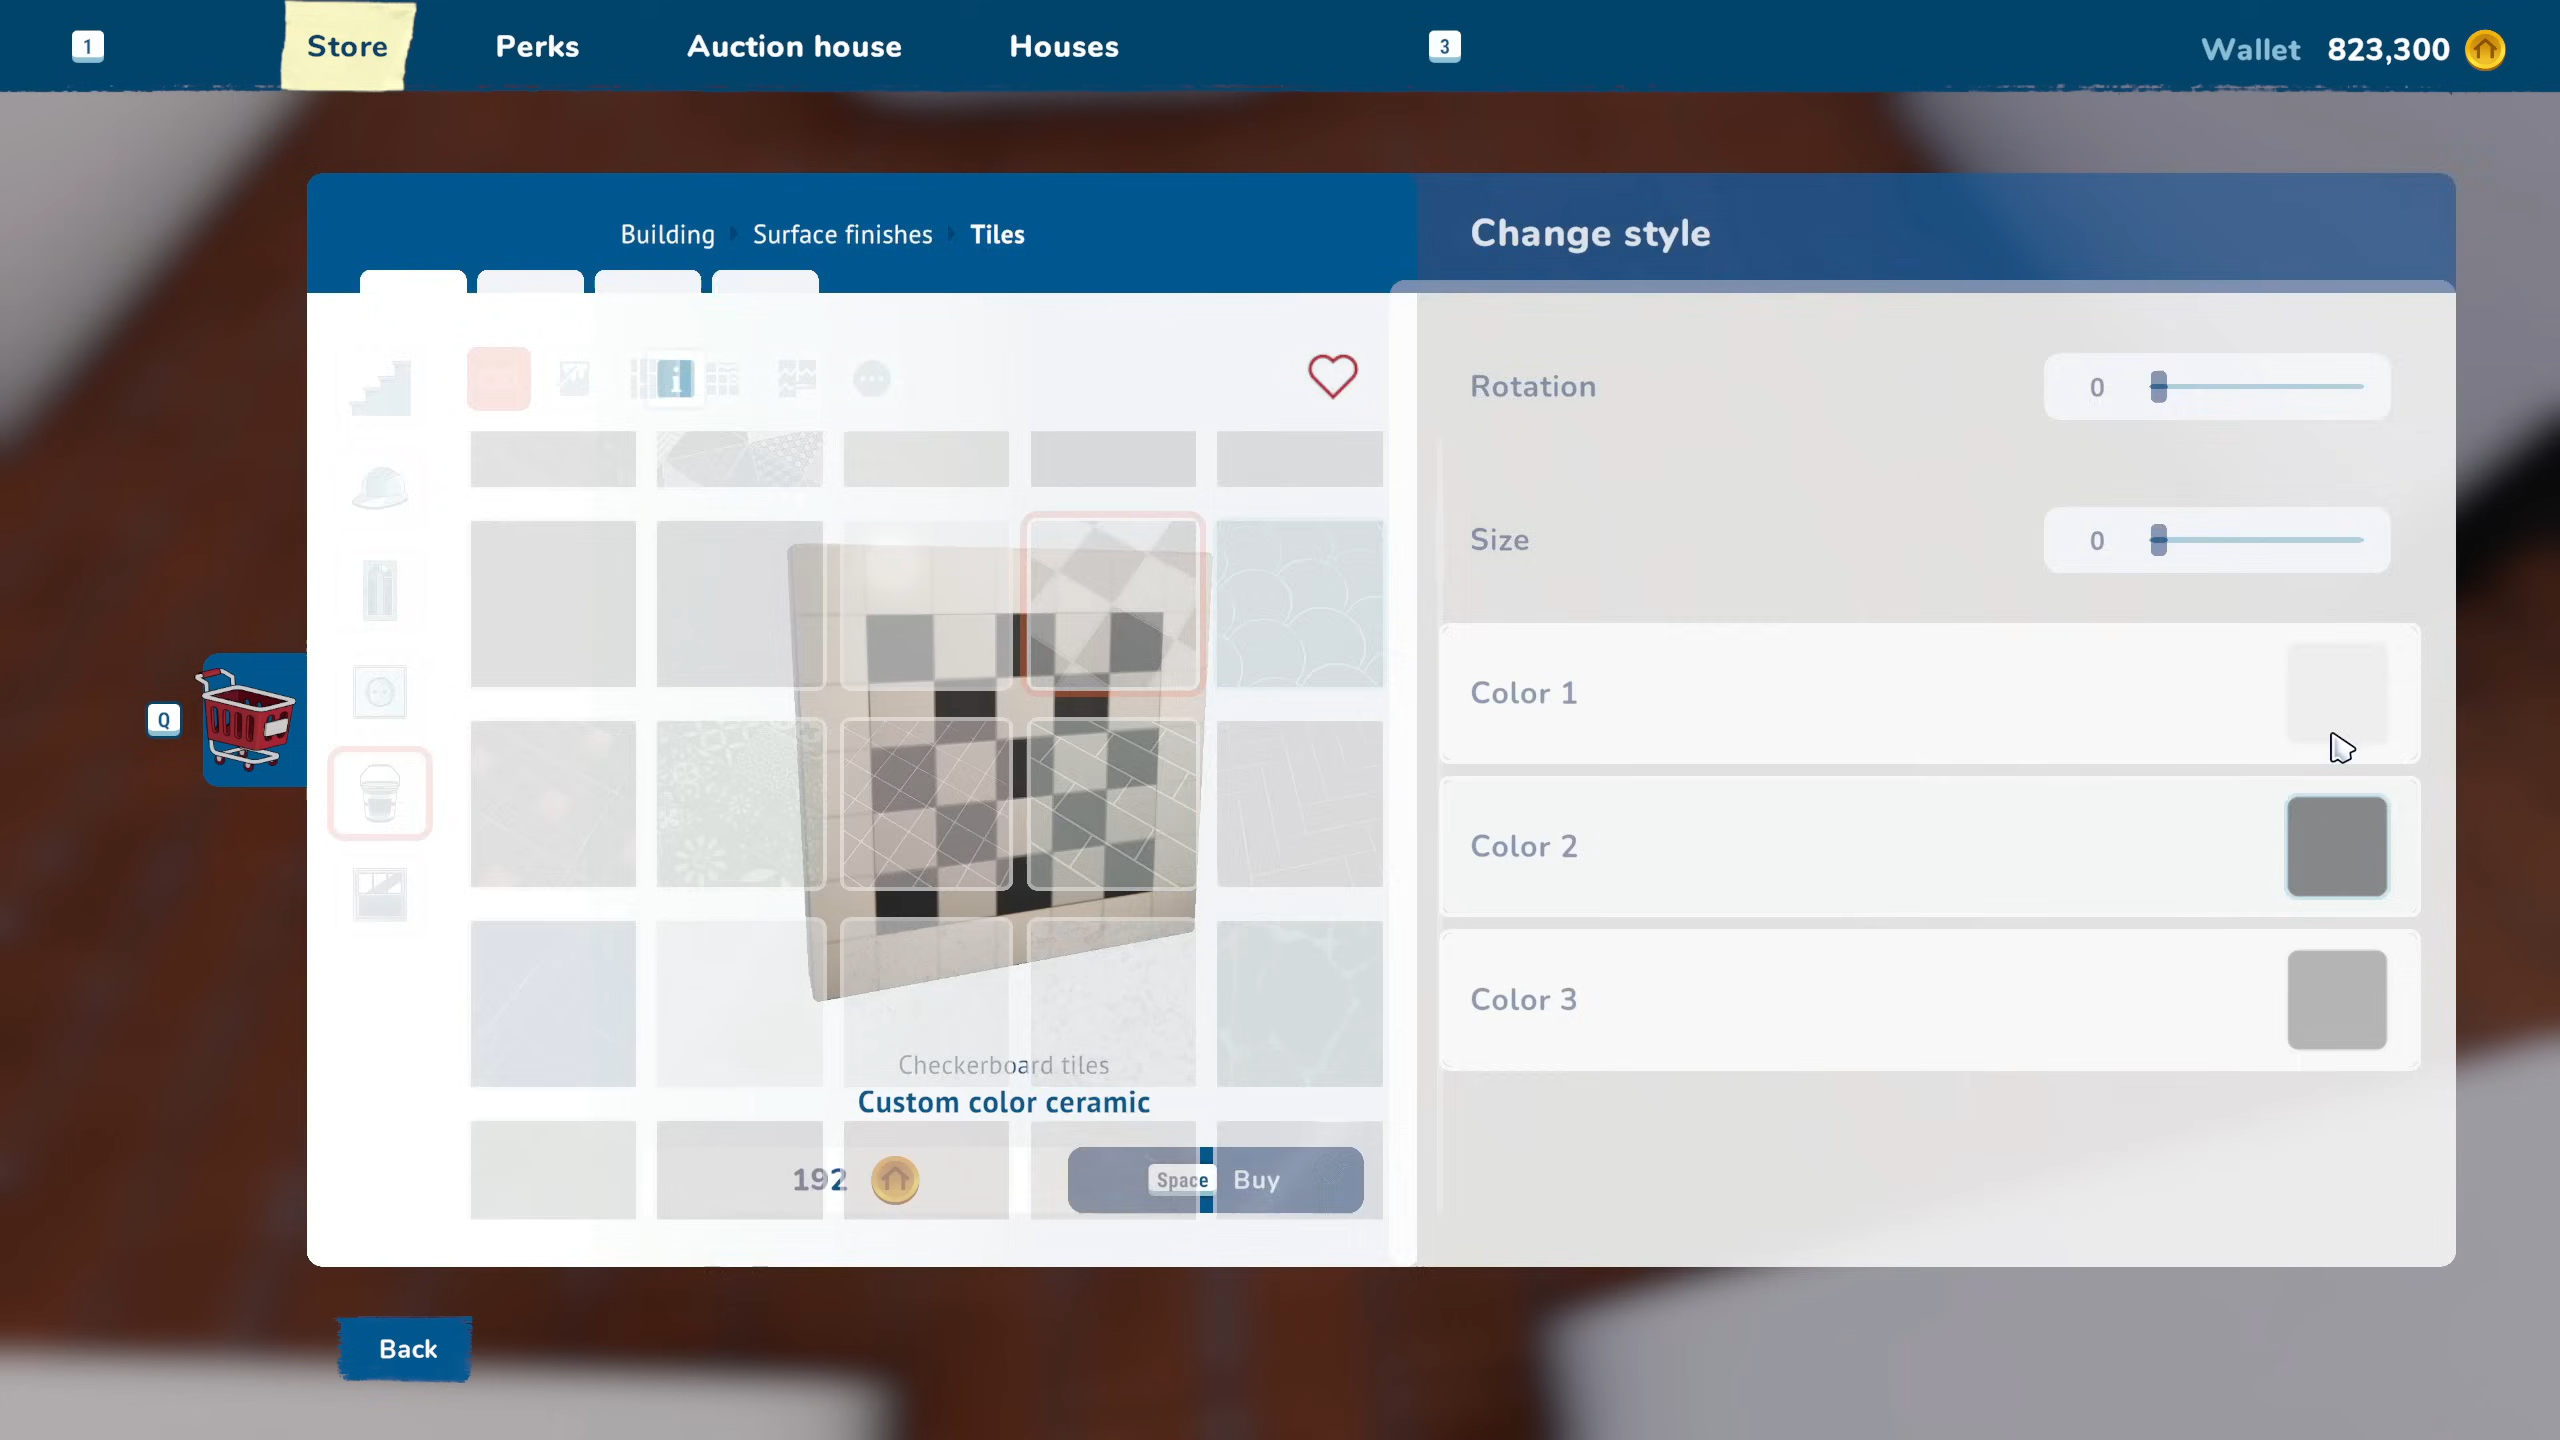 1
Store
Perks
Auction house
Houses
3
Wallet 823,300
Building Surface finishes Tiles
Change style
i
Rotation
0
Size
0
Color 1
Q
Color 2
Color 3
Checkerboard tiles
Custom color ceramic
192
Space Buy
Back